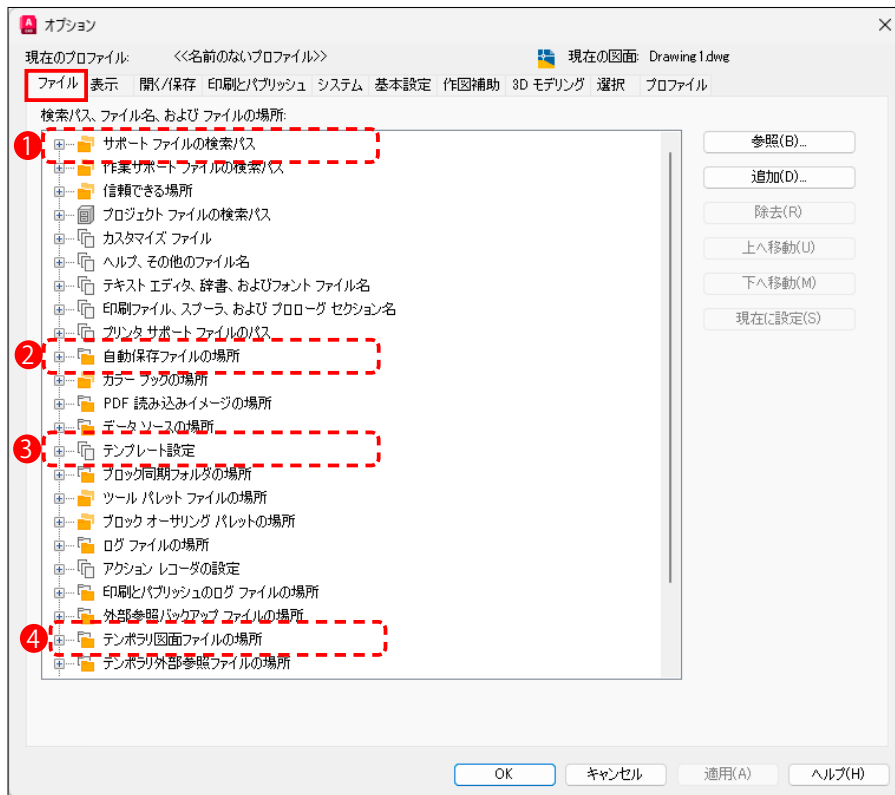 オプション
現在のプロファイル: <<名前のないプロファイル>> 現在の図面: Drawing1.dwg
ファイル 表示 開く/保存 印刷とパブリッシュ システム 基本設定 作図補助 3D モデリング 選択 プロファイル
検索パス、ファイル名、および ファイルの場所:
1 サポート ファイルの検索パス
作業サポート ファイルの検索パス
信頼できる場所
プロジェクト ファイルの検索パス
カスタマイズ ファイル
ヘルプ、その他のファイル名
テキスト エディタ、辞書、およびフォント ファイル名
印刷ファイル、スプーラ、および プロローグ セクション名
プリンタ サポート ファイルのパス
2 自動保存ファイルの場所
カラー ブックの場所
PDF 読み込みイメージの場所
データ ソースの場所
3 テンプレート設定
ブロック同期フォルダの場所
ツール パレット ファイルの場所
ブロック オーサリング パレットの場所
ログ ファイルの場所
アクション レコーダの設定
印刷とパブリッシュのログ ファイルの場所
外部参照バックアップ ファイルの場所
4 テンポラリ図面ファイルの場所
テンポラリ外部参照ファイルの場所
参照(B)...
追加(D)...
除去(R)
上へ移動(U)
下へ移動(M)
現在に設定(S)
OK キャンセル 適用(A) ヘルプ(H)